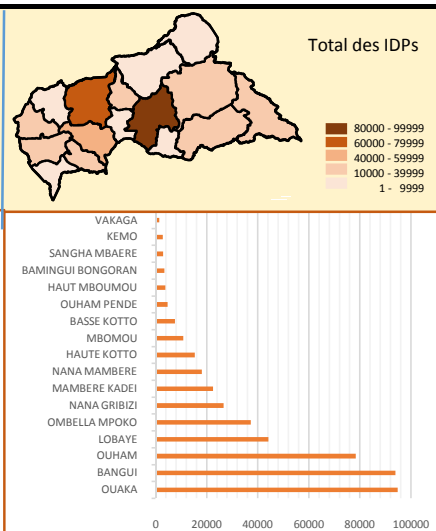 Total des IDPs
80000 - 99999
60000 - 79999
40000 - 59999
10000 - 39999
1 - 9999
VAKAGA
KEMO
SANGHA MBAERE
BAMINGUI BONGORAN
HAUT MBOUMOU
OUHAM PENDE
BASSE KOTTO
MBOMOU
HAUTE KOTTO
NANA MAMBERE
MAMBERE KADEI
NANA GRIBIZI
OMBELLA MPOKO
LOBAYE
OUHAM
BANGUI
OUAKA
0 20000 40000 60000 80000 100000